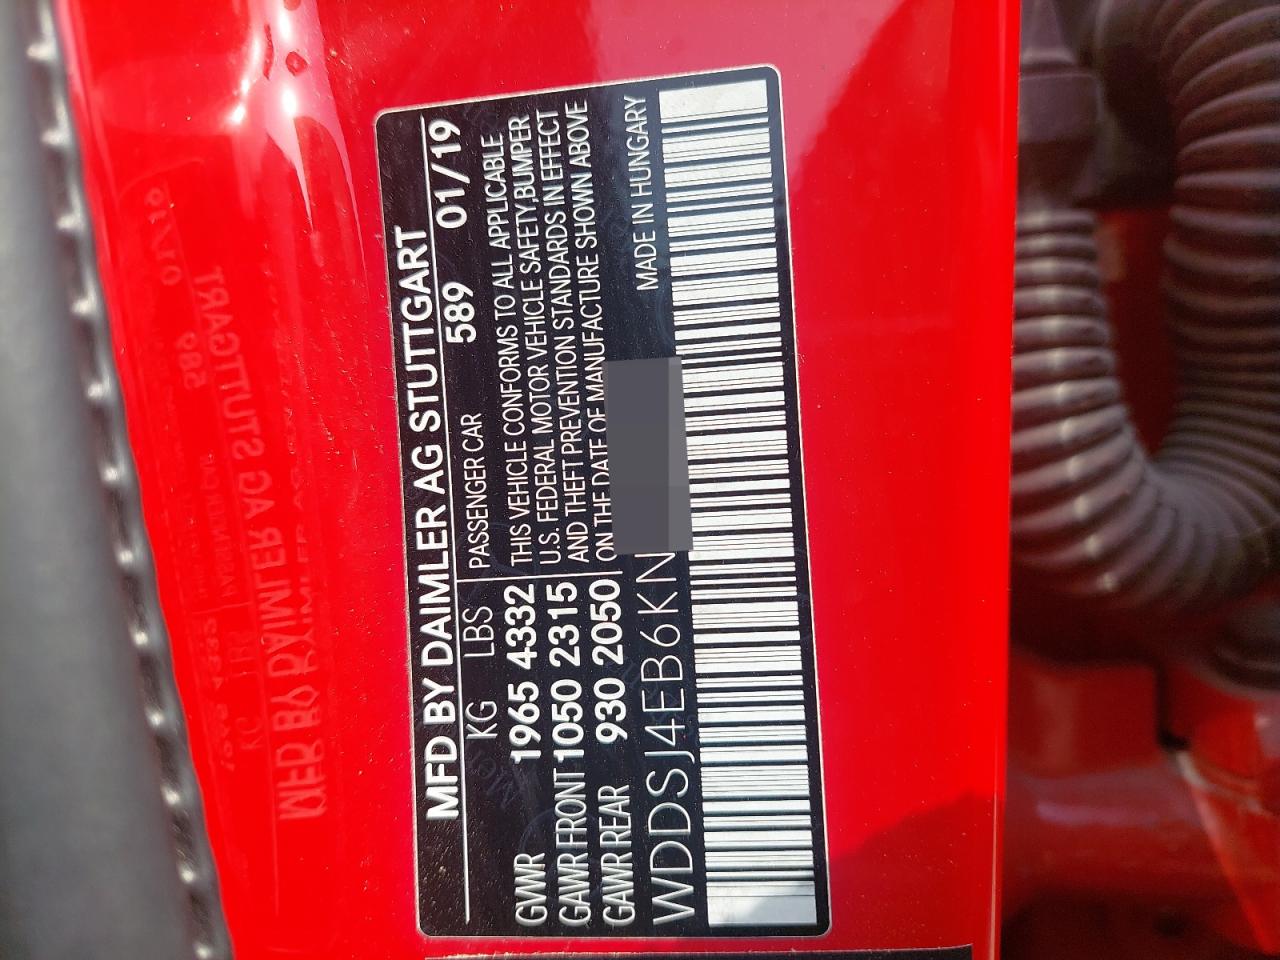 MFD BY DAIMLER AG STUTTGART
KG LBS PASSENGER CAR 589 01/19
GVWR 1965 4332 THIS VEHICLE CONFORMS TO ALL APPLICABLE
GAWR FRONT 1050 2315 U.S. FEDERAL MOTOR VEHICLE SAFETY,BUMPER
AND THEFT PREVENTION STANDARDS IN EFFECT
GAWR REAR 930 2050 ON THE DATE OF MANUFACTURE SHOWN ABOVE
WDDSJ4EB6KN MADE IN HUNGARY